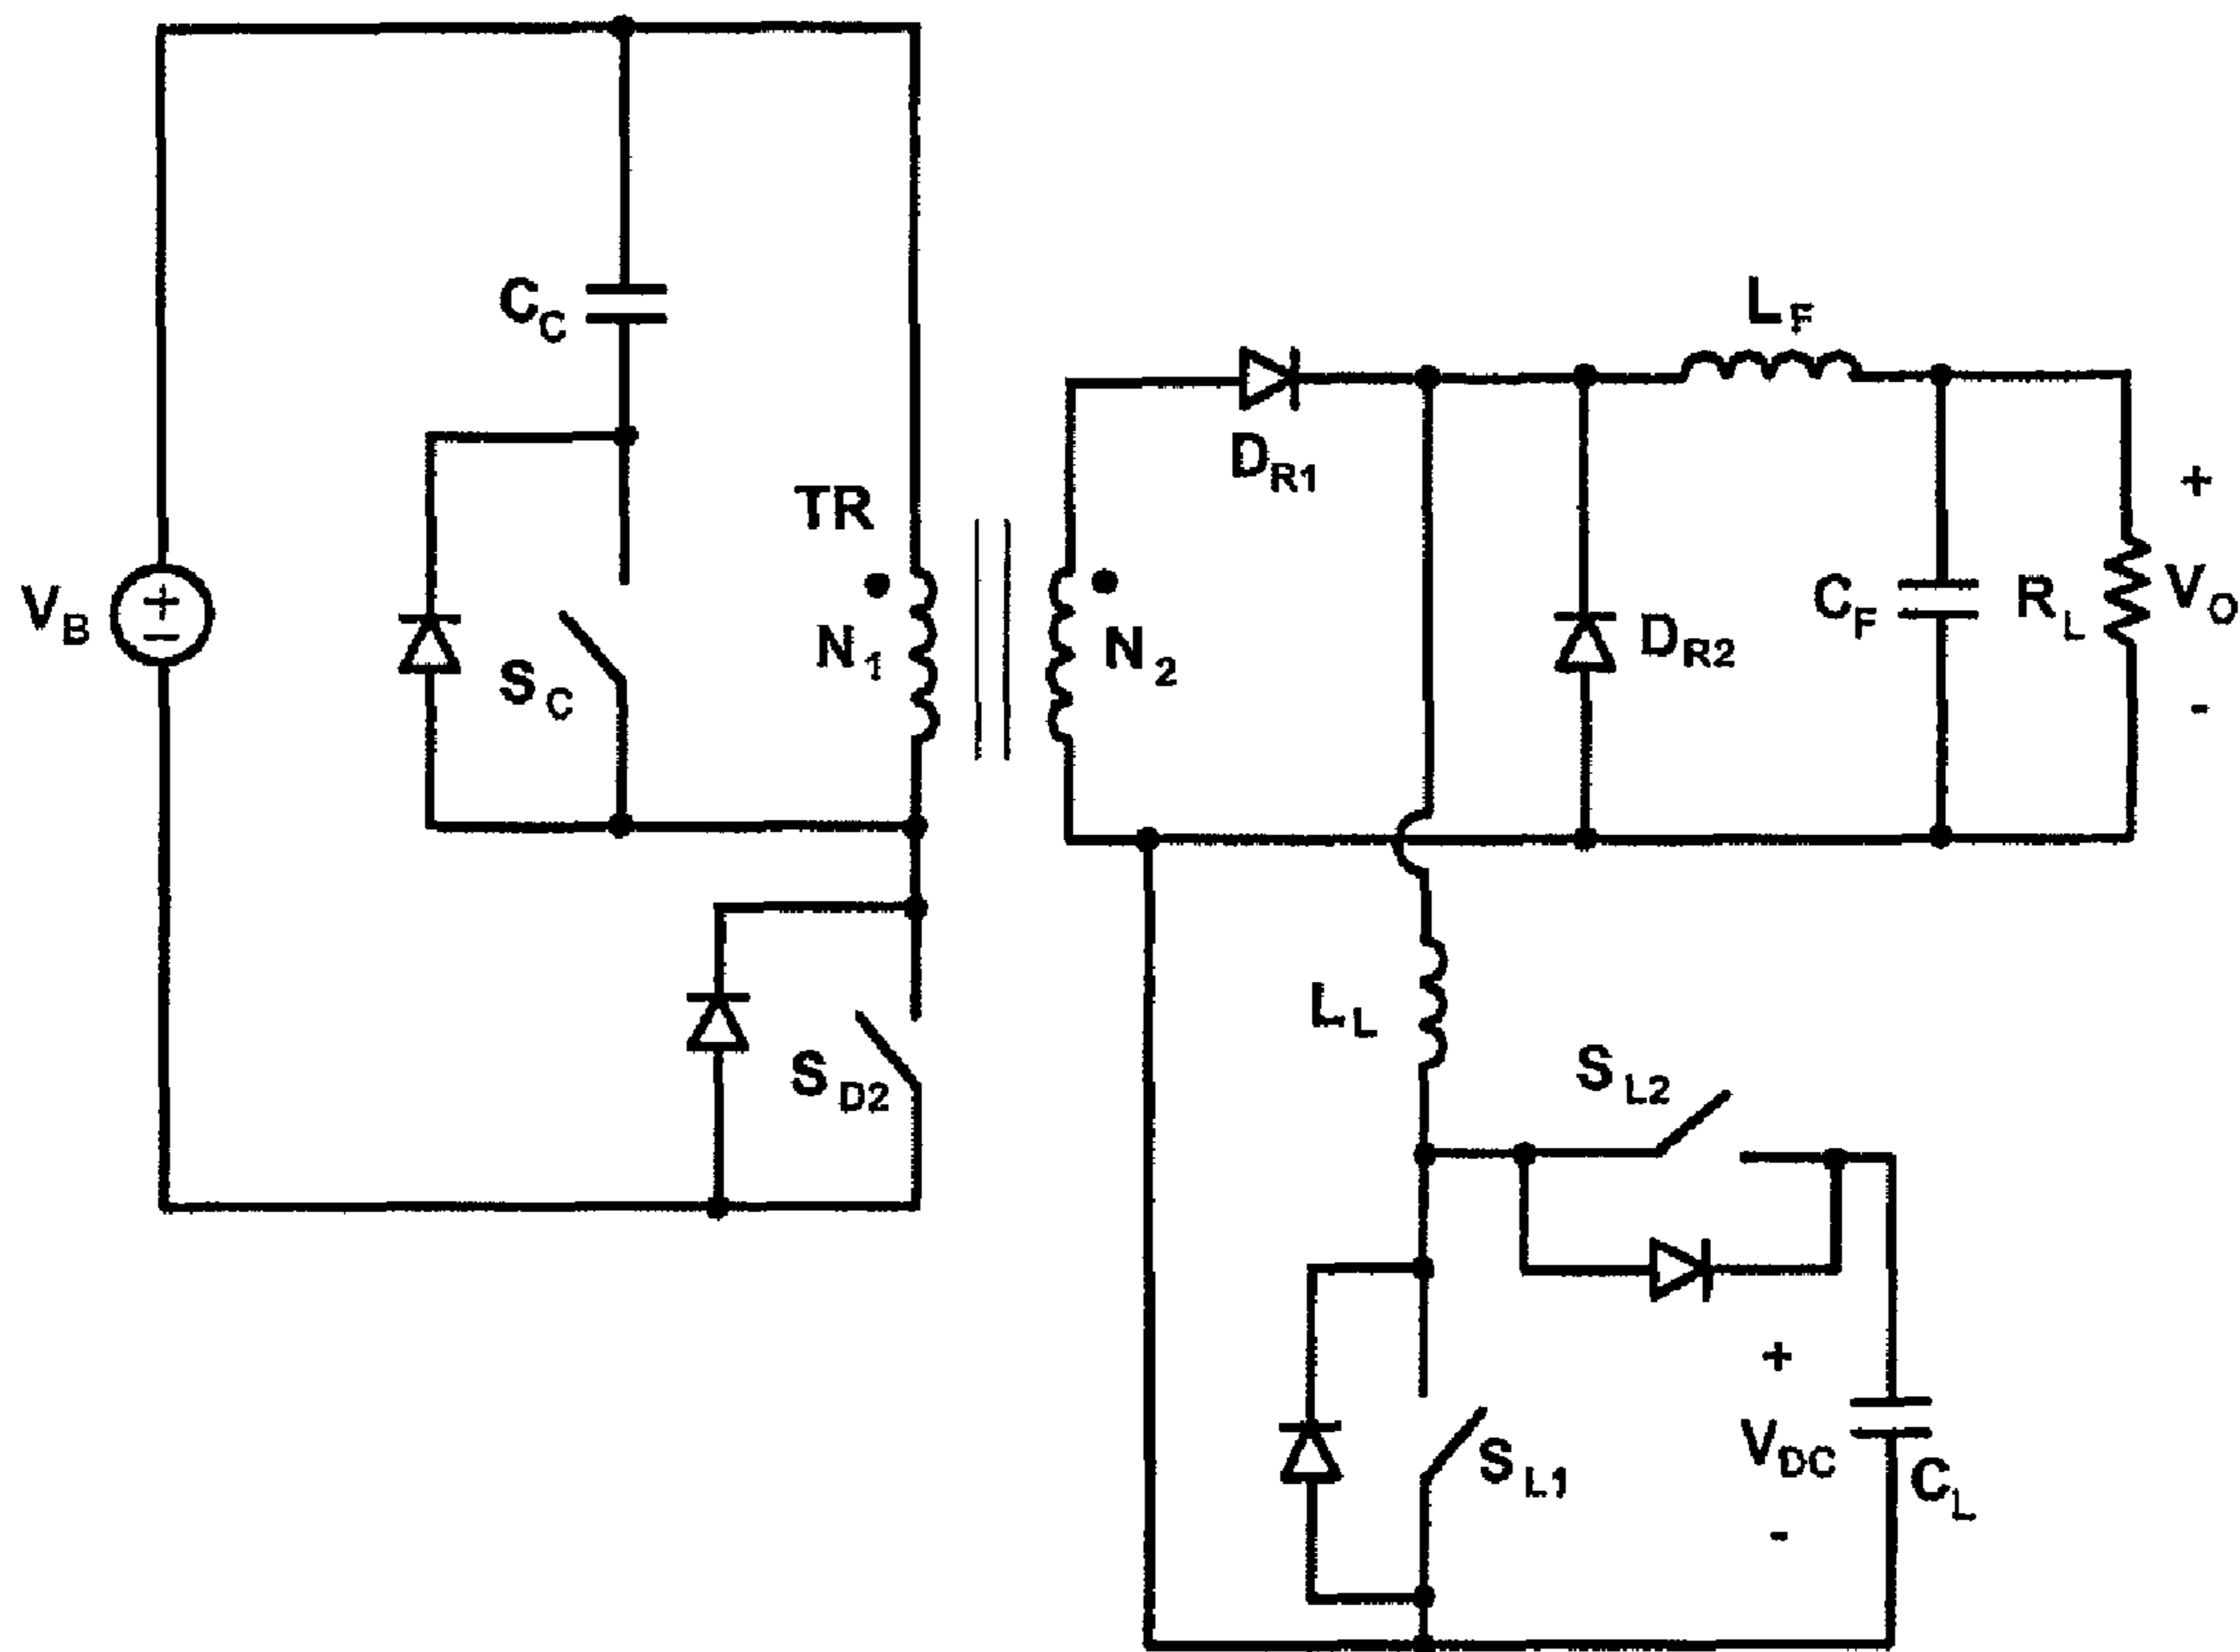 C_C
L_F
D_R1
TR
+
V_B
+
−
S_C
N_1
N_2
D_R2
C_F
R_L
V_O
-
L_L
S_L2
S_D2
+
V_DC
S_L1
C_L
-